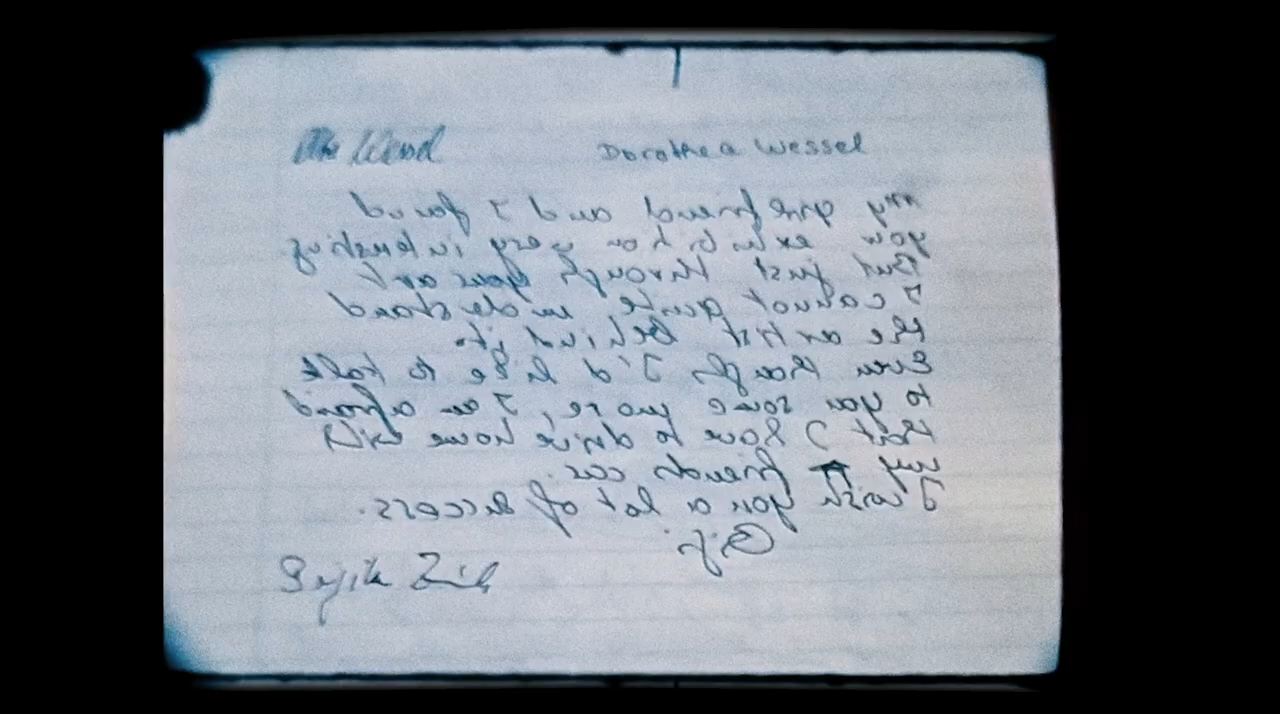 Dorothea Wessel
my girlfriend and I found
you exhibition very interesting
But just through your art
I cannot quite understand
the artist behind it.
Even though I'd like to talk
to you some more, I am afraid
that I have to drive home with
my friends car.
I wish you a lot of success.